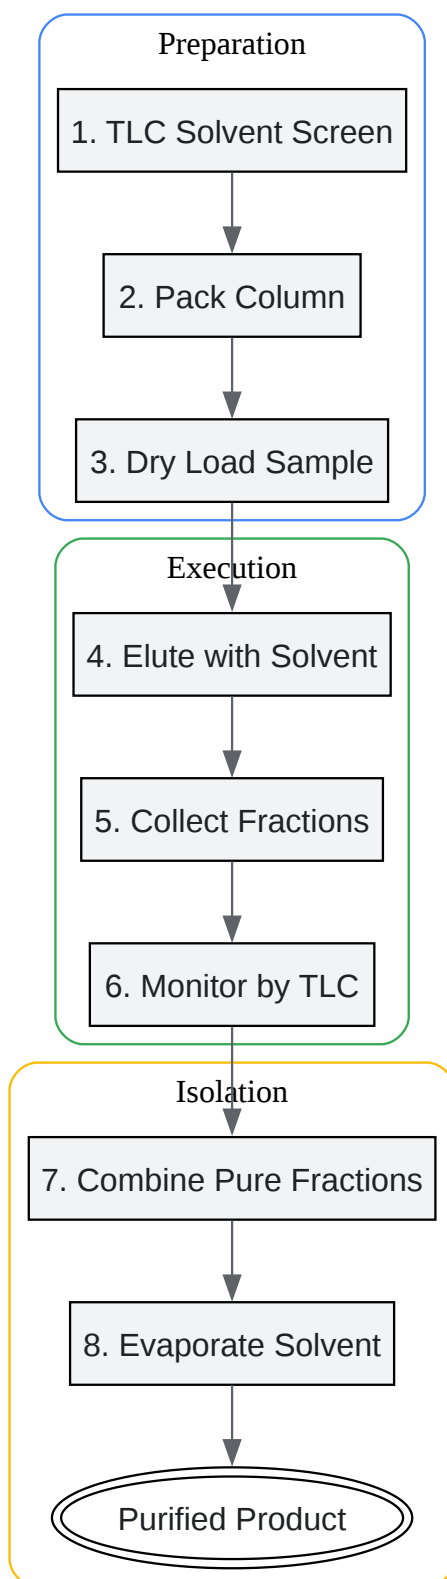 Preparation
1. TLC Solvent Screen
2. Pack Column
3. Dry Load Sample
Execution
4. Elute with Solvent
5. Collect Fractions
6. Monitor by TLC
Isolation
7. Combine Pure Fractions
8. Evaporate Solvent
Purified Product